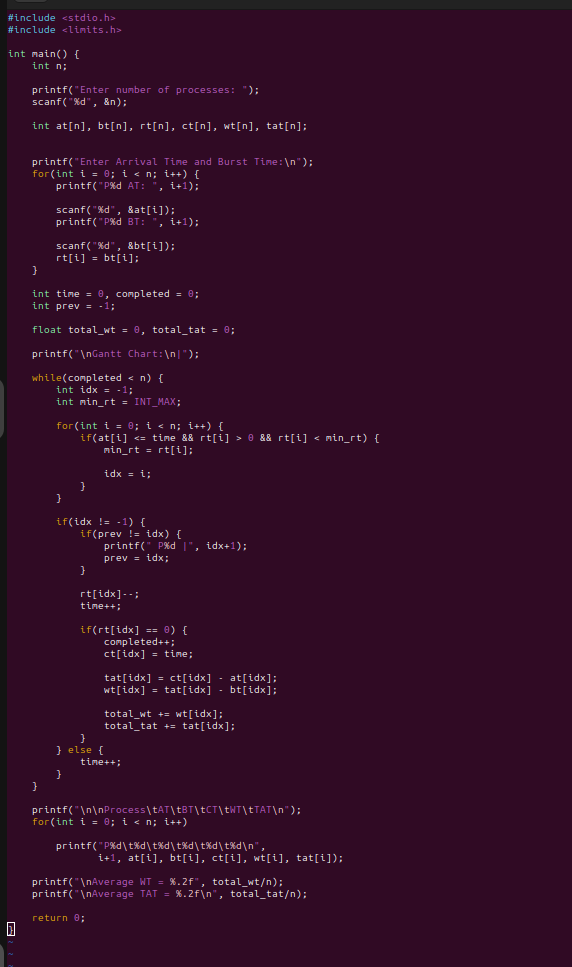 #include <stdio.h>
#include <limits.h>
int main() {
    int n;
    printf("Enter number of processes: ");
    scanf("%d", &n);
    int at[n], bt[n], rt[n], ct[n], wt[n], tat[n];
    printf("Enter Arrival Time and Burst Time:\n");
    for(int i = 0; i < n; i++) {
        printf("P%d AT: ", i+1);
        scanf("%d", &at[i]);
        printf("P%d BT: ", i+1);
        scanf("%d", &bt[i]);
        rt[i] = bt[i];
    }
    int time = 0, completed = 0;
    int prev = -1;
    float total_wt = 0, total_tat = 0;
    printf("\nGantt Chart:\n|");
    while(completed < n) {
        int idx = -1;
        int min_rt = INT_MAX;
        for(int i = 0; i < n; i++) {
            if(at[i] <= time && rt[i] > 0 && rt[i] < min_rt) {
                min_rt = rt[i];
                idx = i;
            }
        }
        if(idx != -1) {
            if(prev != idx) {
                printf(" P%d |", idx+1);
                prev = idx;
            }
            rt[idx]--;
            time++;
            if(rt[idx] == 0) {
                completed++;
                ct[idx] = time;
                tat[idx] = ct[idx] - at[idx];
                wt[idx] = tat[idx] - bt[idx];
                total_wt += wt[idx];
                total_tat += tat[idx];
            }
        } else {
            time++;
        }
    }
    printf("\n\nProcess\tAT\tBT\tCT\tWT\tTAT\n");
    for(int i = 0; i < n; i++)
        printf("P%d\t%d\t%d\t%d\t%d\t%d\n",
               i+1, at[i], bt[i], ct[i], wt[i], tat[i]);
    printf("\nAverage WT = %.2f", total_wt/n);
    printf("\nAverage TAT = %.2f\n", total_tat/n);
    return 0;
}
~
~
~